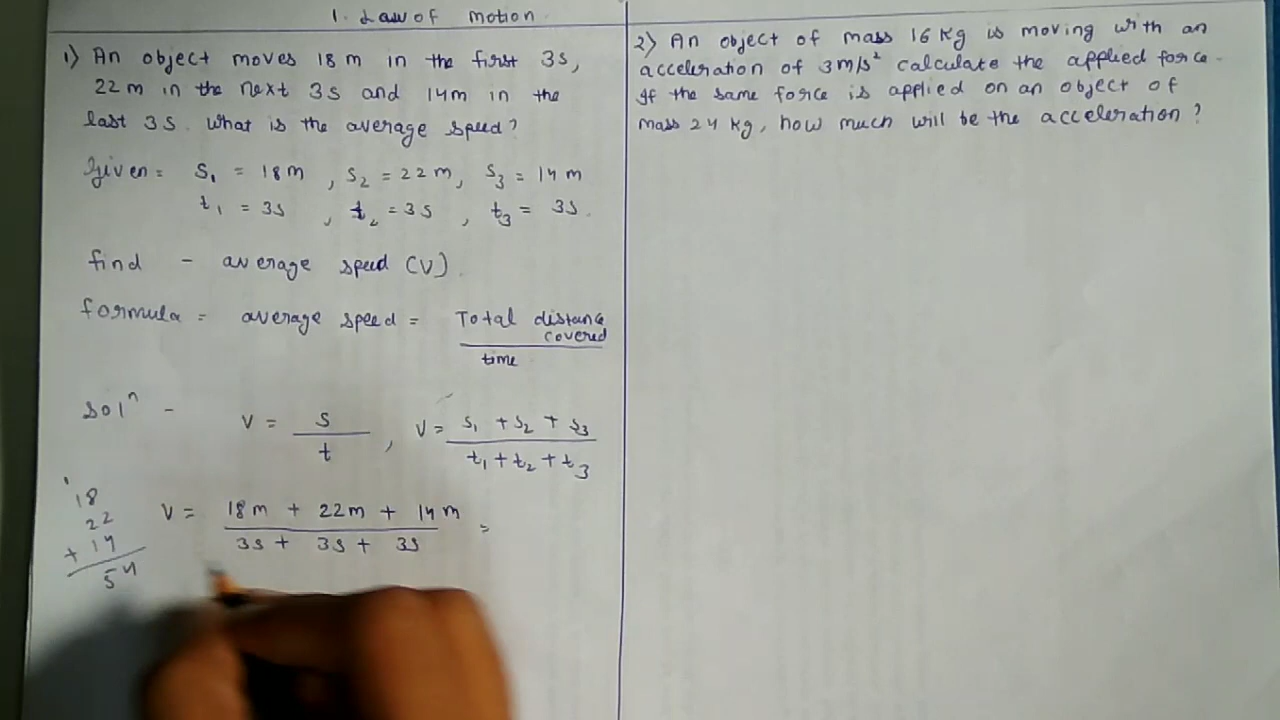 1. Law of motion.
1) An object moves 18 m in the first 3s,
22 m in the next 3s and 14m in the
last 3s. What is the average speed?
Given = S₁ = 18m , S₂ = 22 m, S₃ = 14 m
t₁ = 3s , t₂ = 3s , t₃ = 3s.
find - average speed (V).
formula = average speed = Total distance
covered
time
Solⁿ -
V = S / t , V = S₁ + S₂ + S₃ / t₁ + t₂ + t₃
18
22
+ 14
54
V = 18m + 22m + 14m / 3s + 3s + 3s =
2) An object of mass 16 Kg is moving with an
acceleration of 3 m/s² calculate the applied force.
If the same force is applied on an object of
mass 24 kg, how much will be the acceleration ?